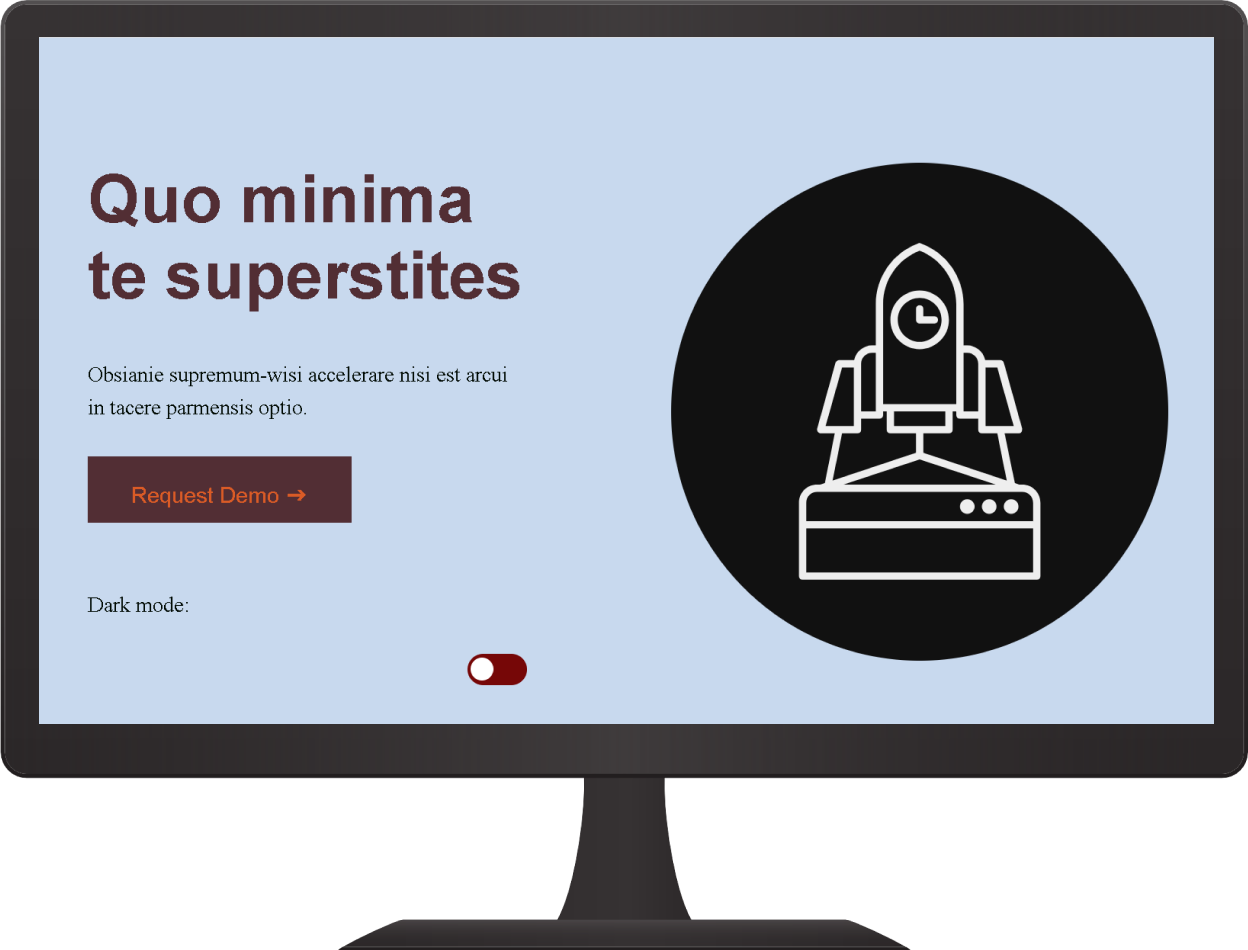 Quo minima
te superstites
Obsianie supremum-wisi accelerare nisi est arcui
in tacere parmensis optio.
Request Demo ➔
Dark mode: